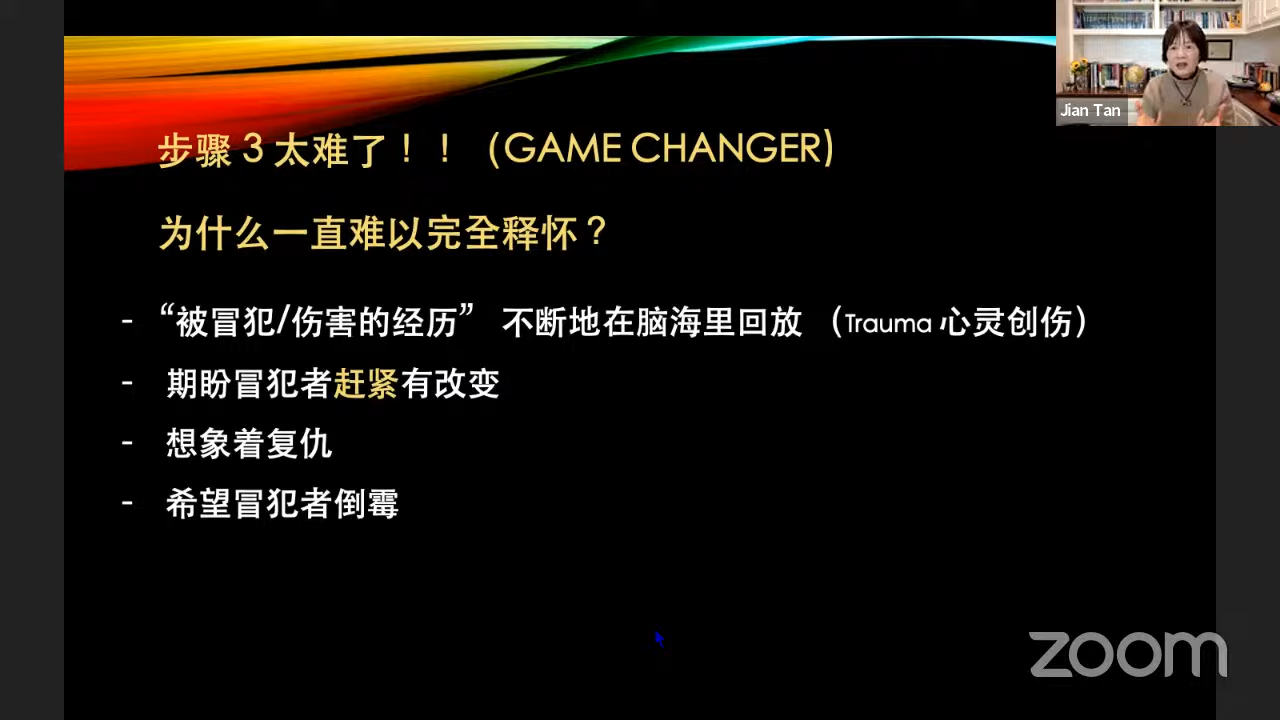 Jian Tan
步骤 3 太难了！！（GAME CHANGER)
为什么一直难以完全释怀？
- “被冒犯/伤害的经历” 不断地在脑海里回放 （Trauma 心灵创伤）
- 期盼冒犯者赶紧有改变
- 想象着复仇
- 希望冒犯者倒霉
zoom